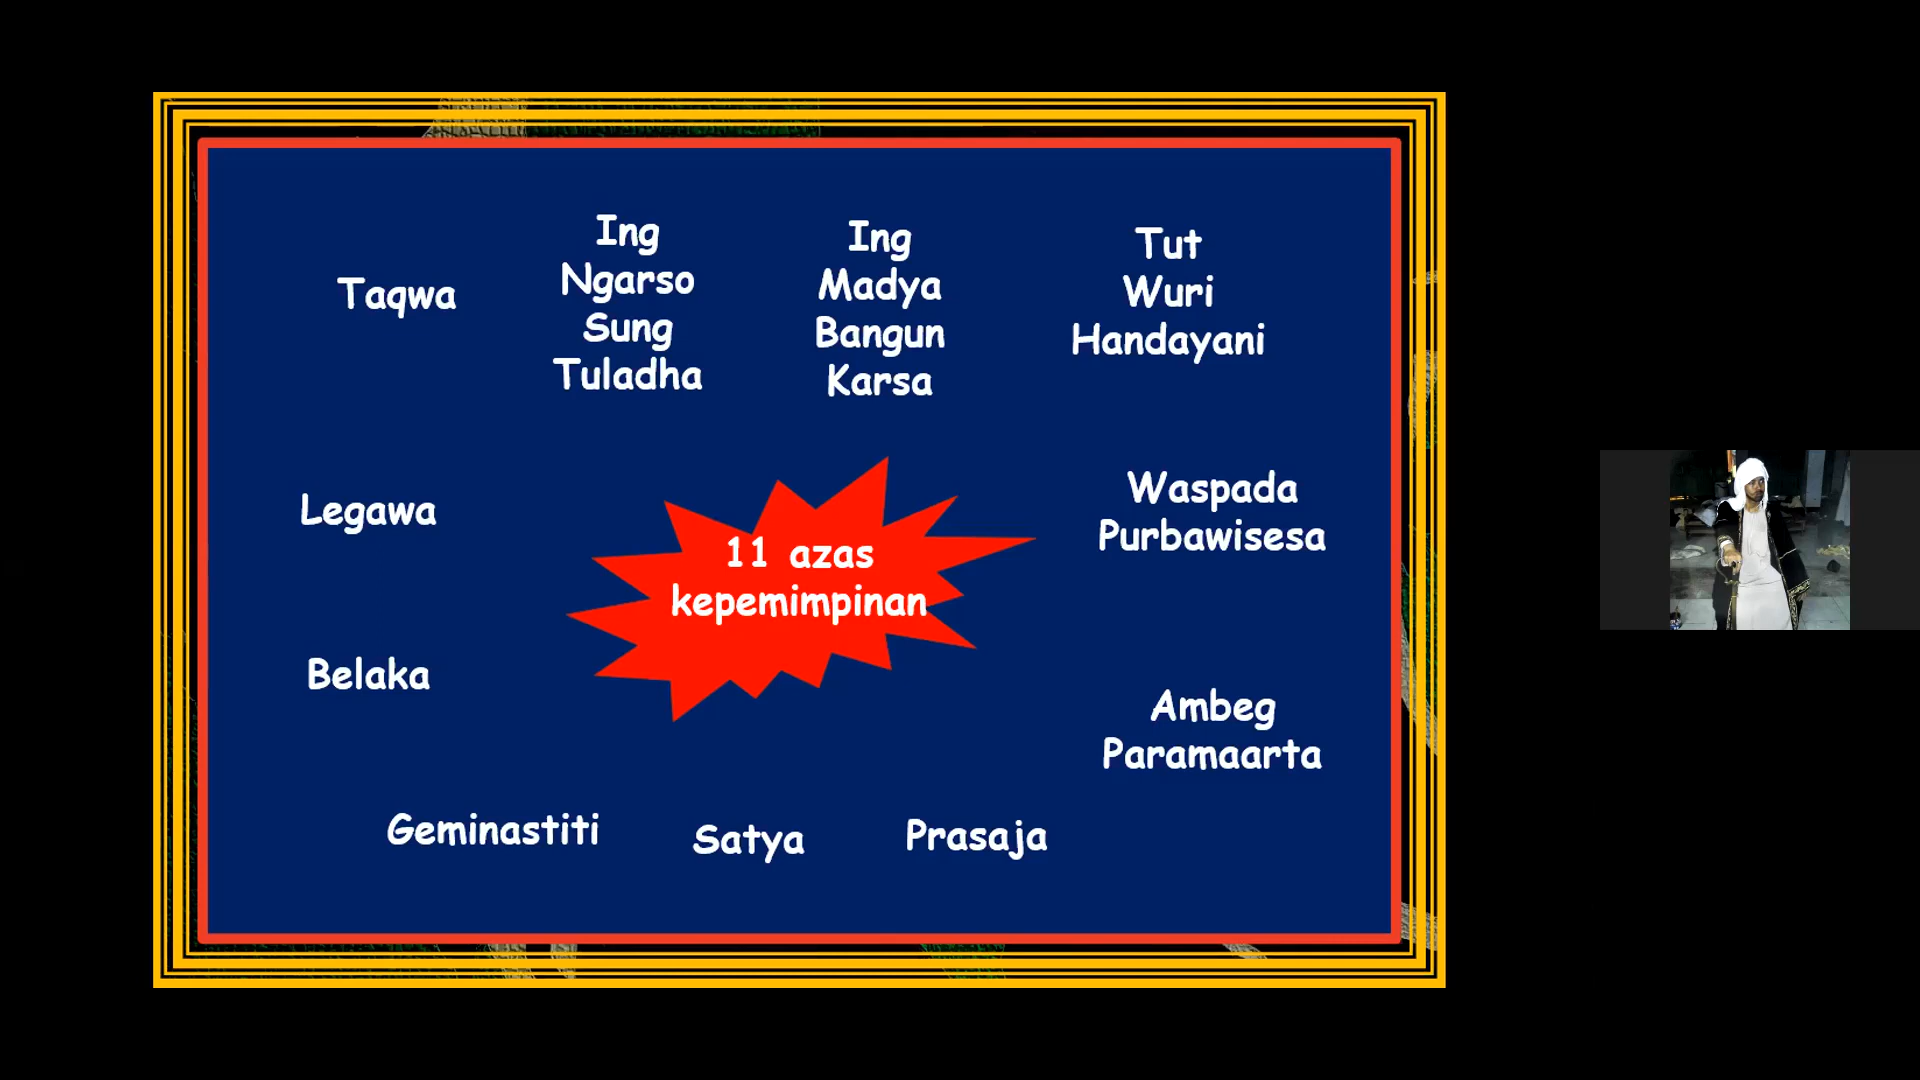 Taqwa
Ing
Ngarso
Sung
Tuladha
Ing
Madya
Bangun
Karsa
Tut
Wuri
Handayani
Legawa
11 azas
kepemimpinan
Waspada
Purbawisesa
Belaka
Ambeg
Paramaarta
Geminastiti
Satya
Prasaja